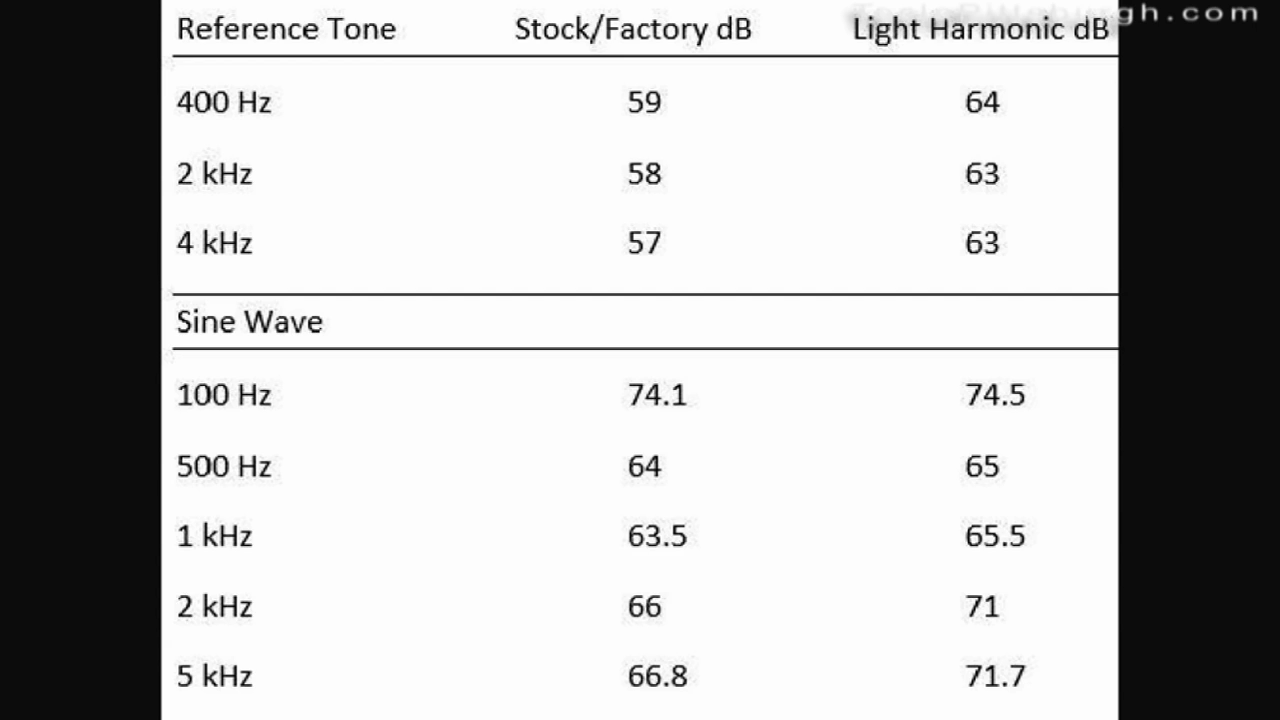 Reference Tone Stock/Factory dB Light Harmonic dB
400 Hz 59 64
2 kHz 58 63
4 kHz 57 63
Sine Wave
100 Hz 74.1 74.5
500 Hz 64 65
1 kHz 63.5 65.5
2 kHz 66 71
5 kHz 66.8 71.7